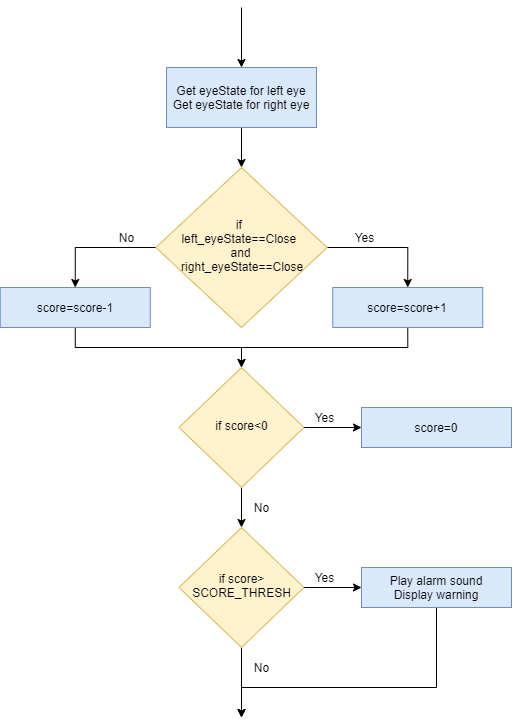 Get eyeState for left eye
Get eyeState for right eye
if
left_eyeState==Close
and
right_eyeState==Close
No
Yes
score=score-1
score=score+1
if score<0
Yes
score=0
No
if score>
SCORE_THRESH
Yes
Play alarm sound
Display warning
No